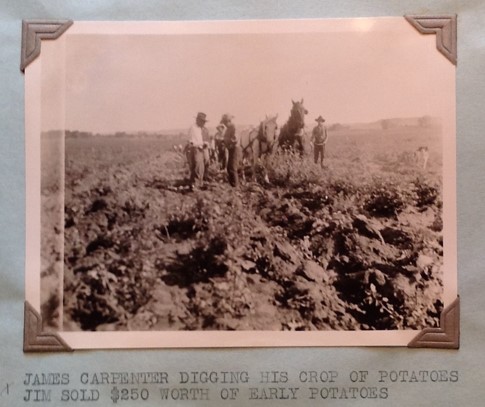 JAMES CARPENTER DIGGING HIS CROP OF POTATOES
JIM SOLD $250 WORTH OF EARLY POTATOES